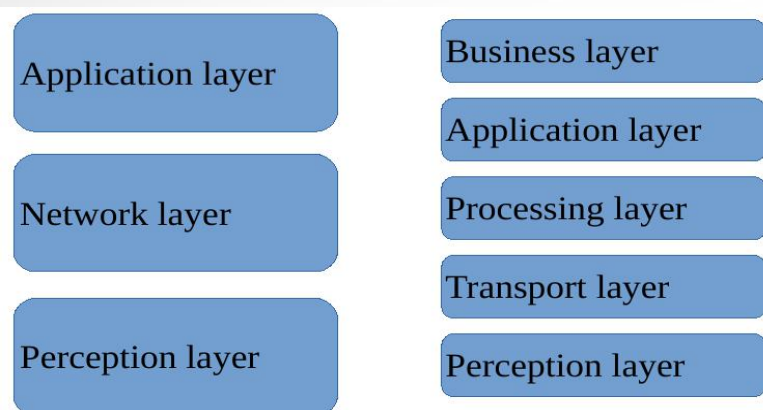 Application layer
Network layer
Perception layer
Business layer
Application layer
Processing layer
Transport layer
Perception layer